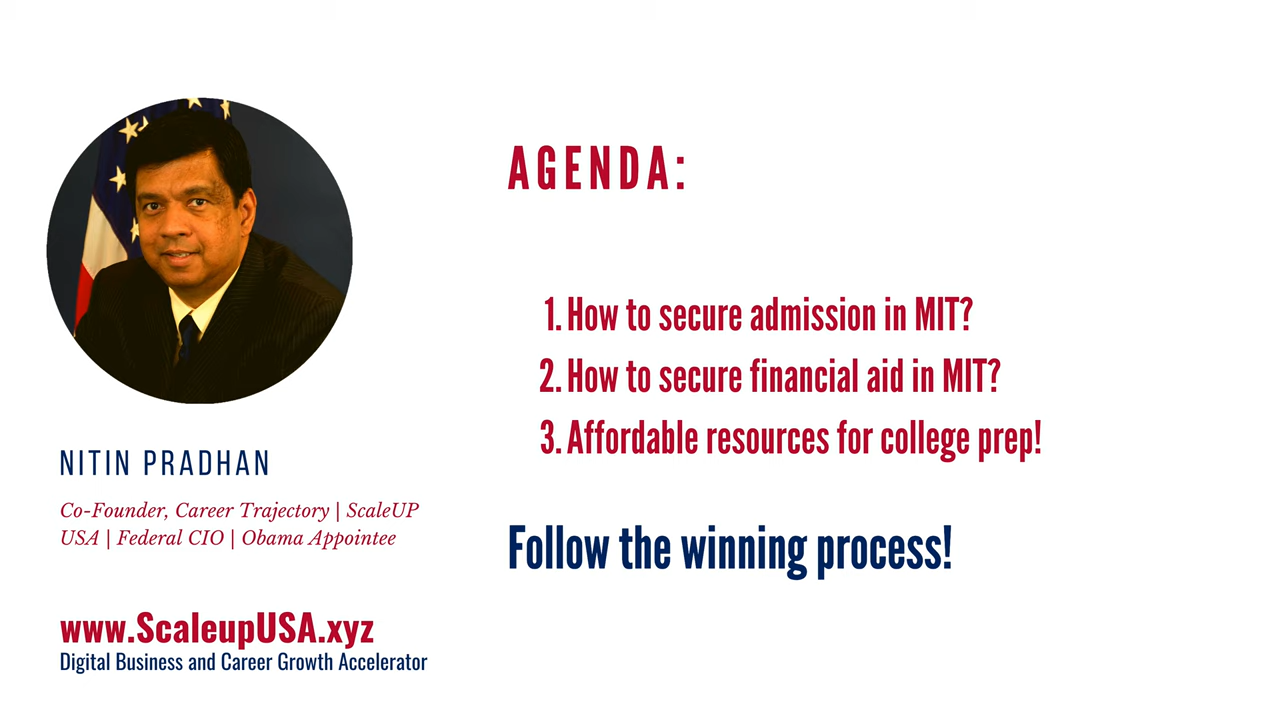 AGENDA:
1. How to secure admission in MIT?
2. How to secure financial aid in MIT?
3. Affordable resources for college prep!
Follow the winning process!
NITIN PRADHAN
Co-Founder, Career Trajectory | ScaleUP
USA | Federal CIO | Obama Appointee
www.ScaleupUSA.xyz
Digital Business and Career Growth Accelerator